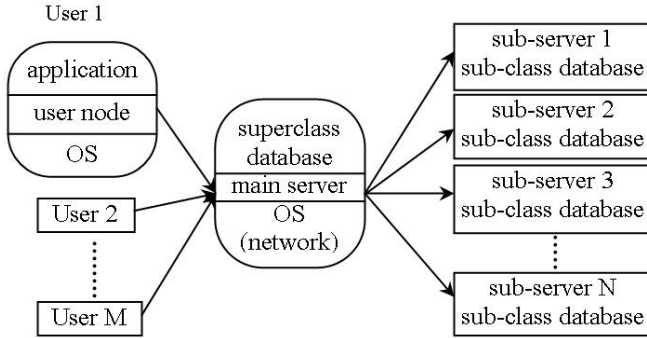 User 1
application
user node
OS
User 2
User M
superclass
database
main server
OS
(network)
sub-server 1
sub-class database
sub-server 2
sub-class database
sub-server 3
sub-class database
sub-server N
sub-class database